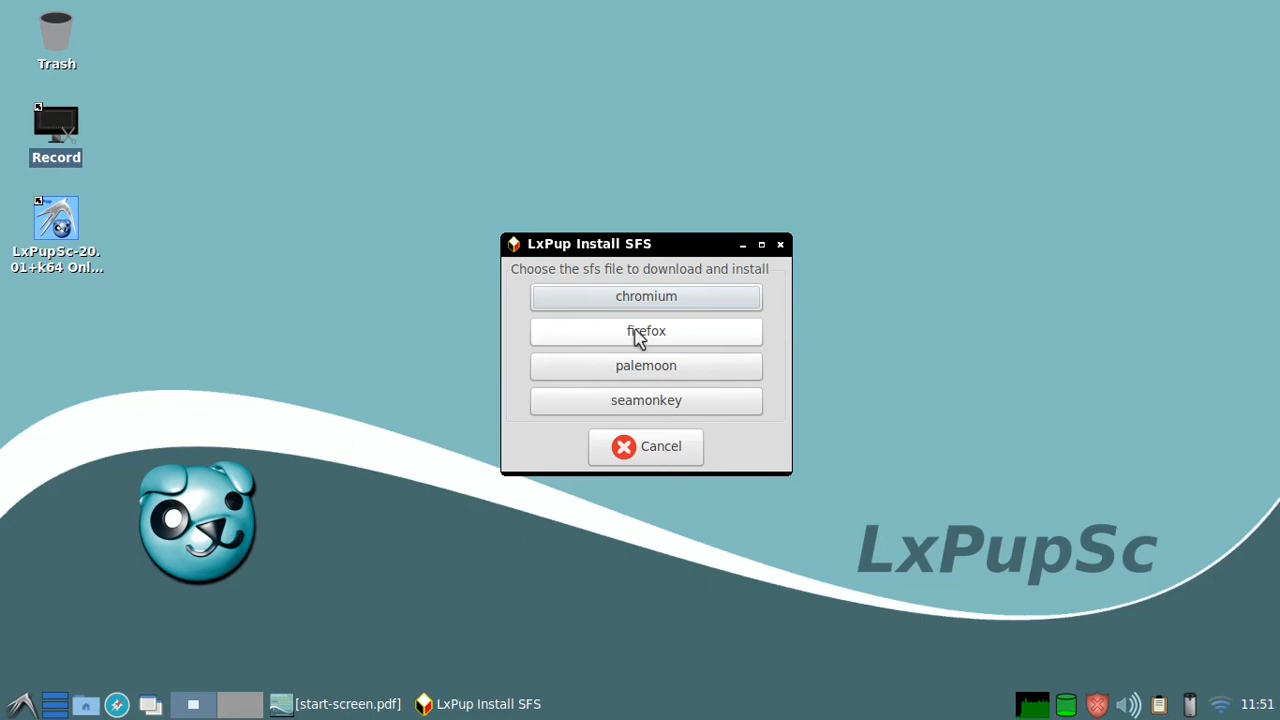 Trash
Record
LxPupSc-20.
01+k64 Onl...
LxPup Install SFS
Choose the sfs file to download and install
chromium
firefox
palemoon
seamonkey
Cancel
LxPupSc
[start-screen.pdf]
LxPup Install SFS
11:51